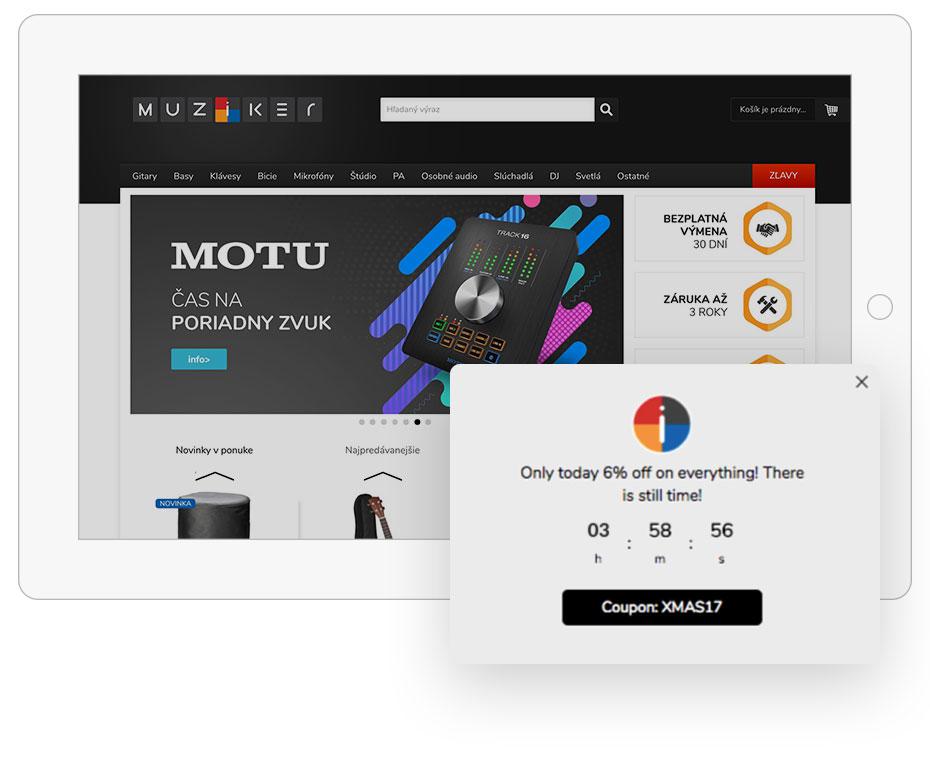 MUZiKER
Hľadaný výraz
Košík je prázdny...
Gitary Basy Klávesy Bicie Mikrofóny Štúdio PA Osobné audio Slúchadlá DJ Svetlá Ostatné ZĽAVY
MOTU
ČAS NA
PORIADNY ZVUK
info>
TRACK16
BEZPLATNÁ
VÝMENA
30 DNÍ
ZÁRUKA AŽ
3 ROKY
Novinky v ponuke
Najpredávanejšie
NOVINKA
Only today 6% off on everything! There
is still time!
03 : 58 : 56
h m s
Coupon: XMAS17